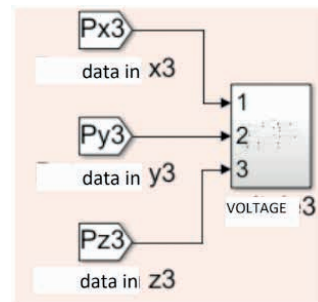 Px3
data in x3
1
Py3
2
data in y3
3
VOLTAGE 3
Pz3
data in z3